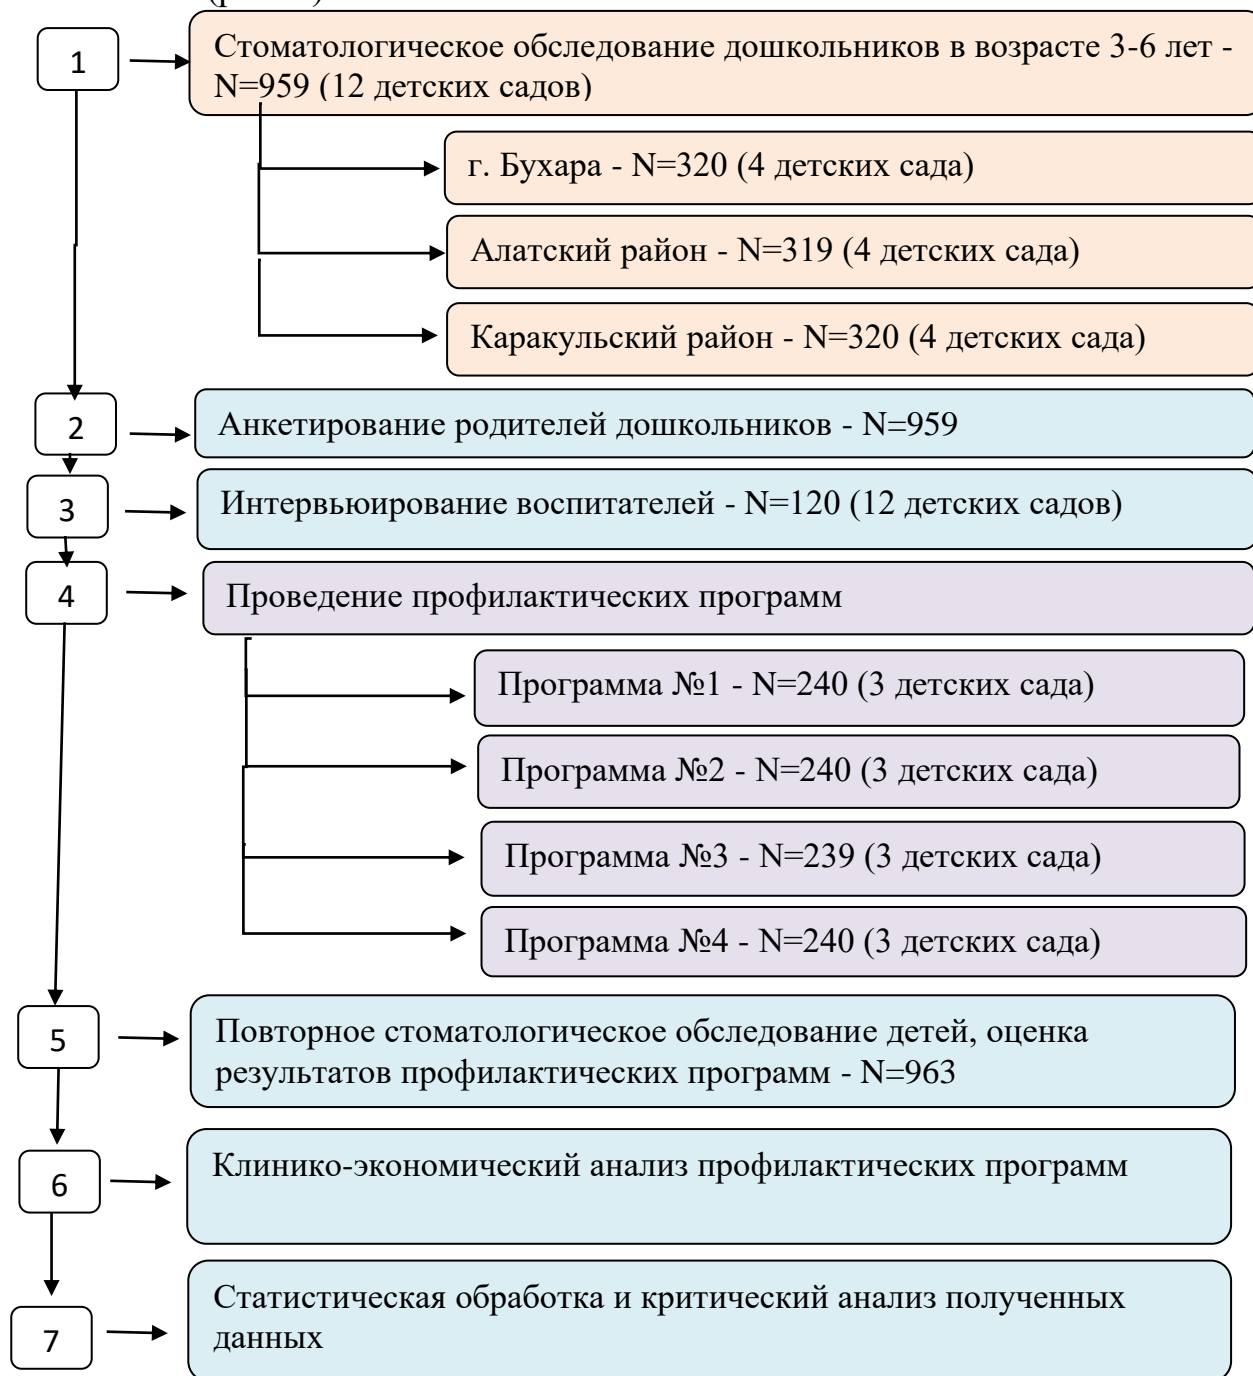 1
Стоматологическое обследование дошкольников в возрасте 3-6 лет -
N=959 (12 детских садов)
г. Бухара - N=320 (4 детских сада)
Алатский район - N=319 (4 детских сада)
Каракульский район - N=320 (4 детских сада)
2
Анкетирование родителей дошкольников - N=959
3
Интервьюирование воспитателей - N=120 (12 детских садов)
4
Проведение профилактических программ
Программа №1 - N=240 (3 детских сада)
Программа №2 - N=240 (3 детских сада)
Программа №3 - N=239 (3 детских сада)
Программа №4 - N=240 (3 детских сада)
5
Повторное стоматологическое обследование детей, оценка
результатов профилактических программ - N=963
6
Клинико-экономический анализ профилактических программ
7
Статистическая обработка и критический анализ полученных
данных